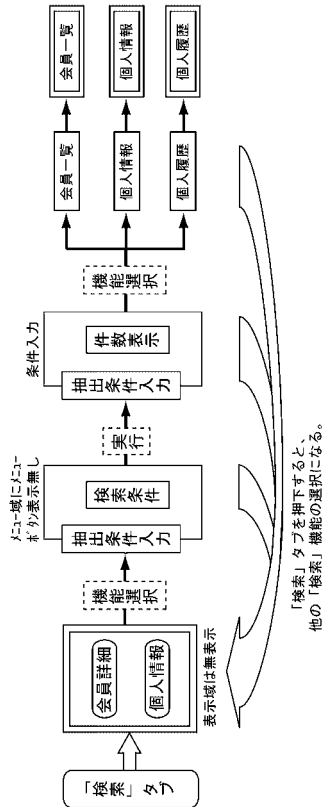 「検索」タブ
会員詳細
個人情報
表示域は無表示
機能選択
メニュー域にメニュー
ボタン表示無し
抽出条件入力
検索条件
実行
条件入力
抽出条件入力
件数表示
機能選択
会員一覧
会員一覧
個人情報
個人情報
個人履歴
個人履歴
「検索」タブを押下すると、
他の「検索」機能の選択になる。